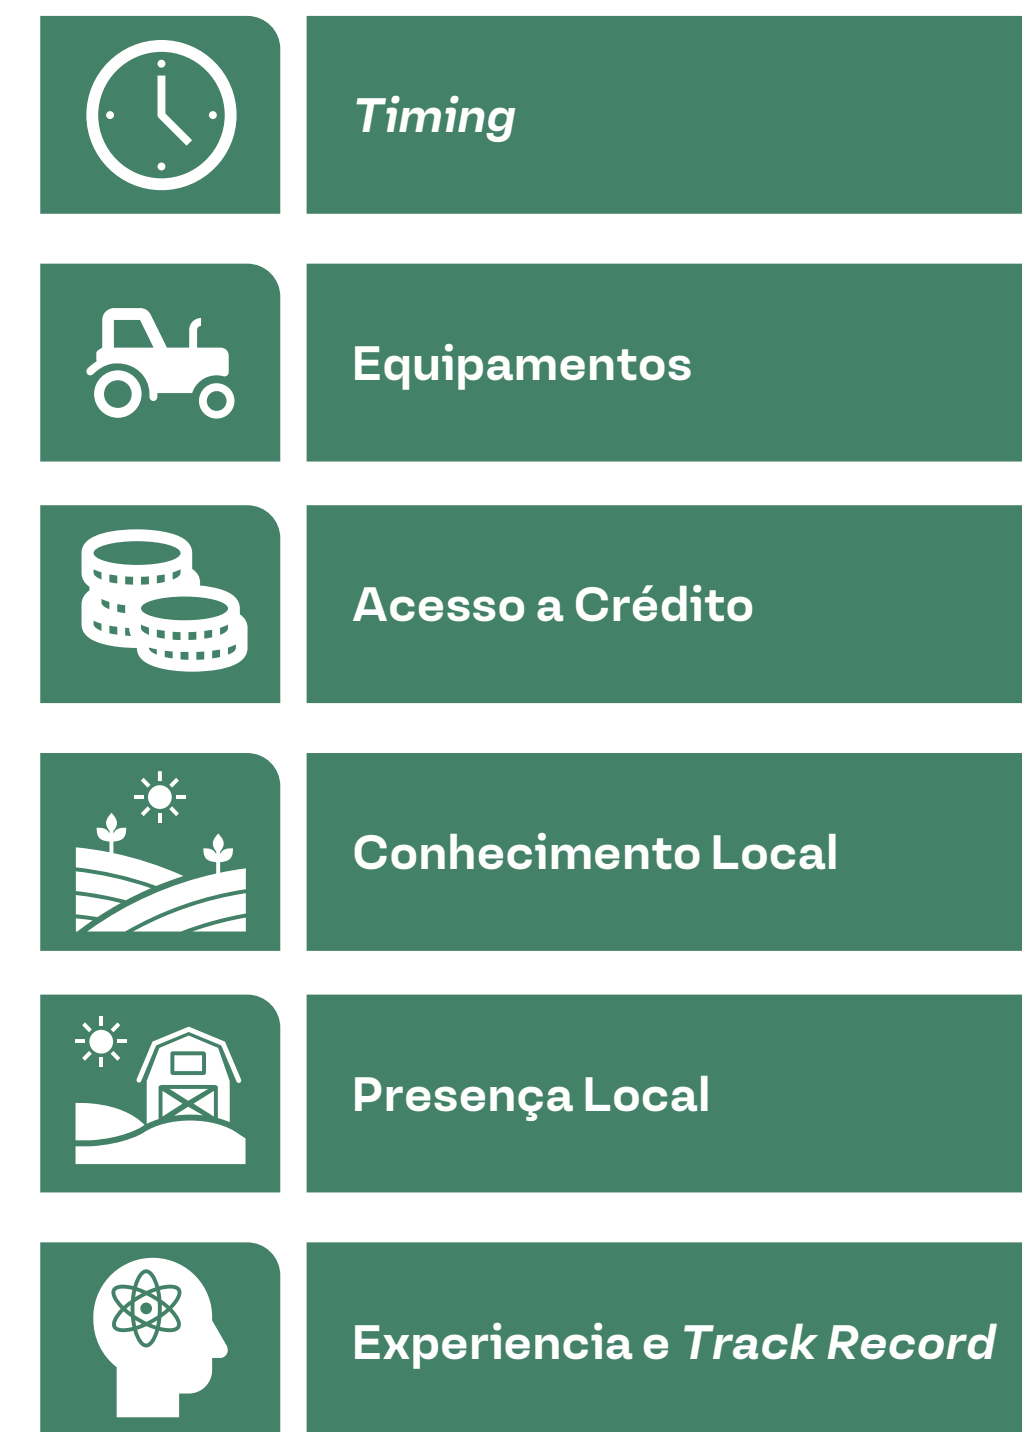 Timing
Equipamentos
Acesso a Crédito
Conhecimento Local
Presença Local
Experiencia e Track Record